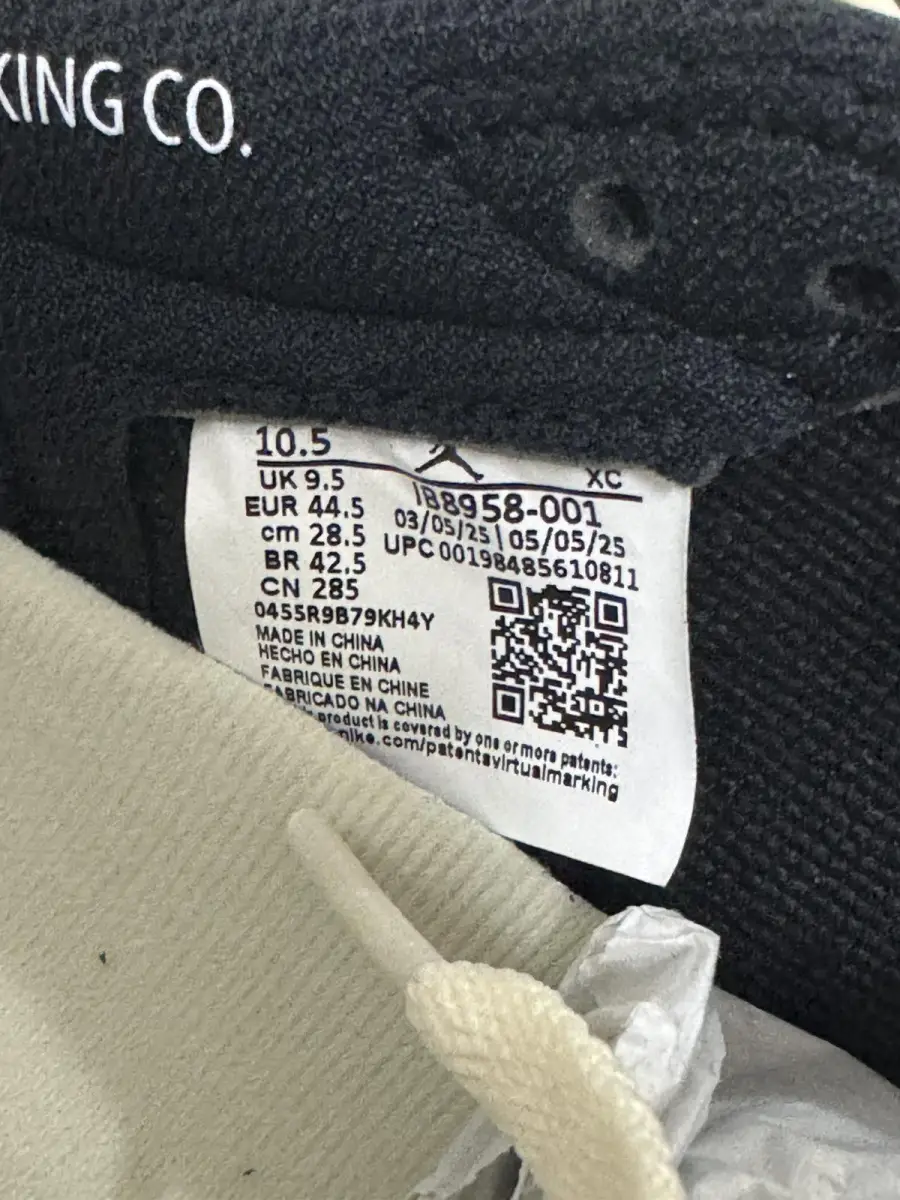 KING CO.
10.5
XC
UK 9.5
EUR 44.5
cm 28.5
BR 42.5
CN 285
IB8958-001
03/05/25 | 05/05/25
UPC 00198485610811
0455R9B79KH4Y
MADE IN CHINA
HECHO EN CHINA
FABRIQUE EN CHINE
FABRICADO NA CHINA
product is covered by one or more patents:
nike.com/patentsvirtualmarking